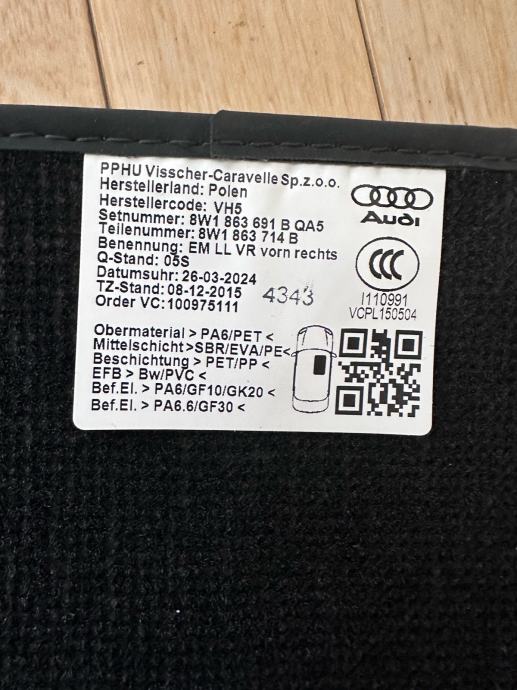 PPHU Visscher-Caravelle Sp.z.o.o.
Herstellerland: Polen
Herstellercode: VH5
Setnummer: 8W1 863 691 B QA5
Teilenummer: 8W1 863 714 B
Benennung: EM LL VR vorn rechts
Q-Stand: 05S
Datumsuhr: 26-03-2024
TZ-Stand: 08-12-2015
Order VC:100975111
4343
Audi
CCC
I110991
VCPL150504
Obermaterial > PA6/PET <
Mittelschicht >SBR/EVA/PE<
Beschichtung > PET/PP <
EFB > Bw/PVC <
Bef.El. > PA6/GF10/GK20 <
Bef.El. > PA6.6/GF30 <